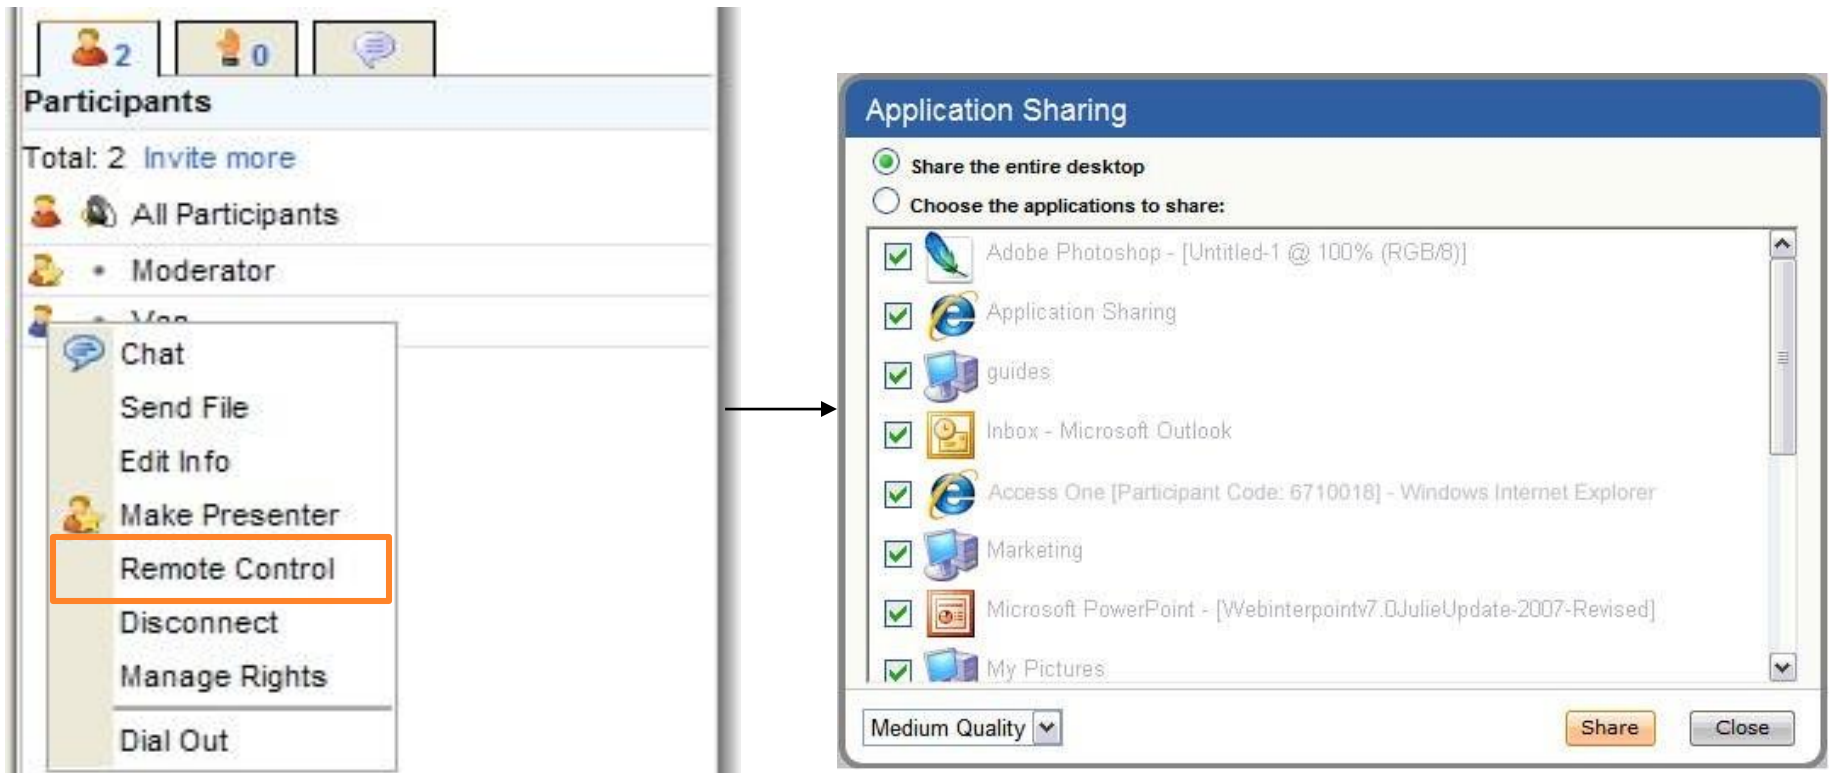 2
0
Participants
Total: 2 Invite more
All Participants
Moderator
Chat
Send File
Edit Info
Make Presenter
Remote Control
Disconnect
Manage Rights
Dial Out
Application Sharing
Share the entire desktop
Choose the applications to share:
Adobe Photoshop - [Untitled-1 @ 100% (RGB/8)]
Application Sharing
guides
Inbox - Microsoft Outlook
Access One [Participant Code: 6710018] - Windows Internet Explorer
Marketing
Microsoft PowerPoint - [Webinterpointv7.0JulieUpdate-2007-Revised]
My Pictures
Medium Quality
Share Close